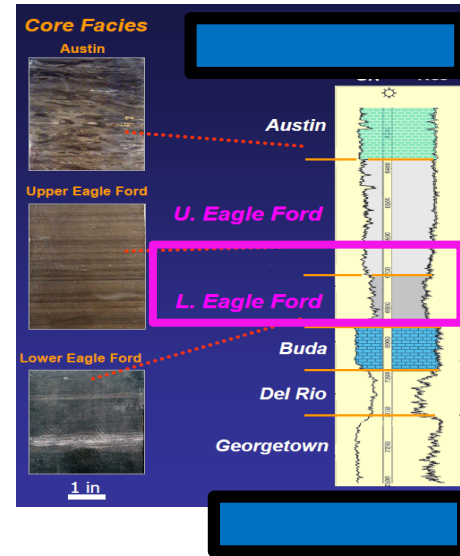 Core Facies
Austin
Austin
Upper Eagle Ford
U. Eagle Ford
L. Eagle Ford
Buda
Lower Eagle Ford
Del Rio
Georgetown
1 in